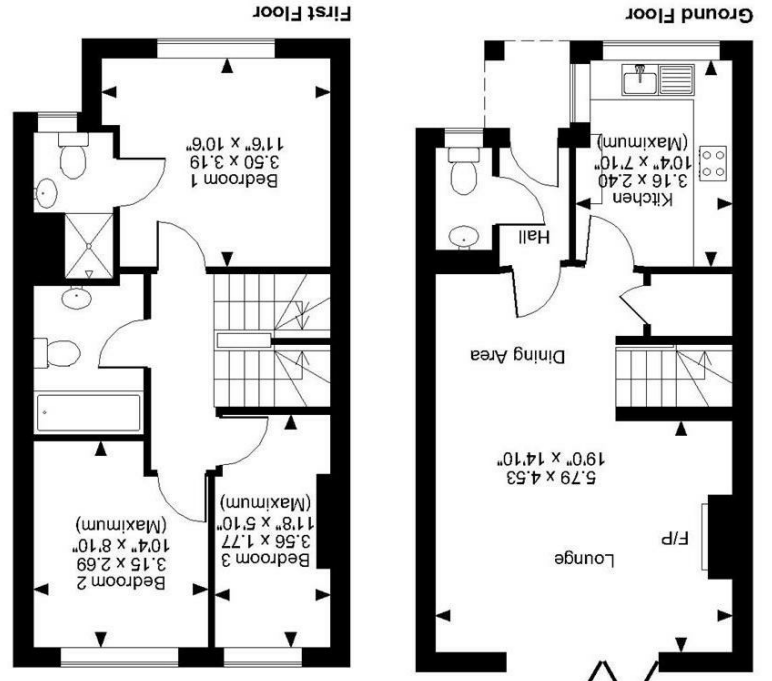 Ground Floor
Kitchen
3.16 x 2.40
10'4" x 7'10"
(Maximum)
Hall
Dining Area
5.79 x 4.53
19'0" x 14'10"
Lounge
F/P
First Floor
Bedroom 1
3.50 x 3.19
11'6" x 10'6"
Bedroom 2
3.15 x 2.69
10'4" x 8'10"
(Maximum)
Bedroom 3
3.56 x 1.77
11'8" x 5'10"
(Maximum)